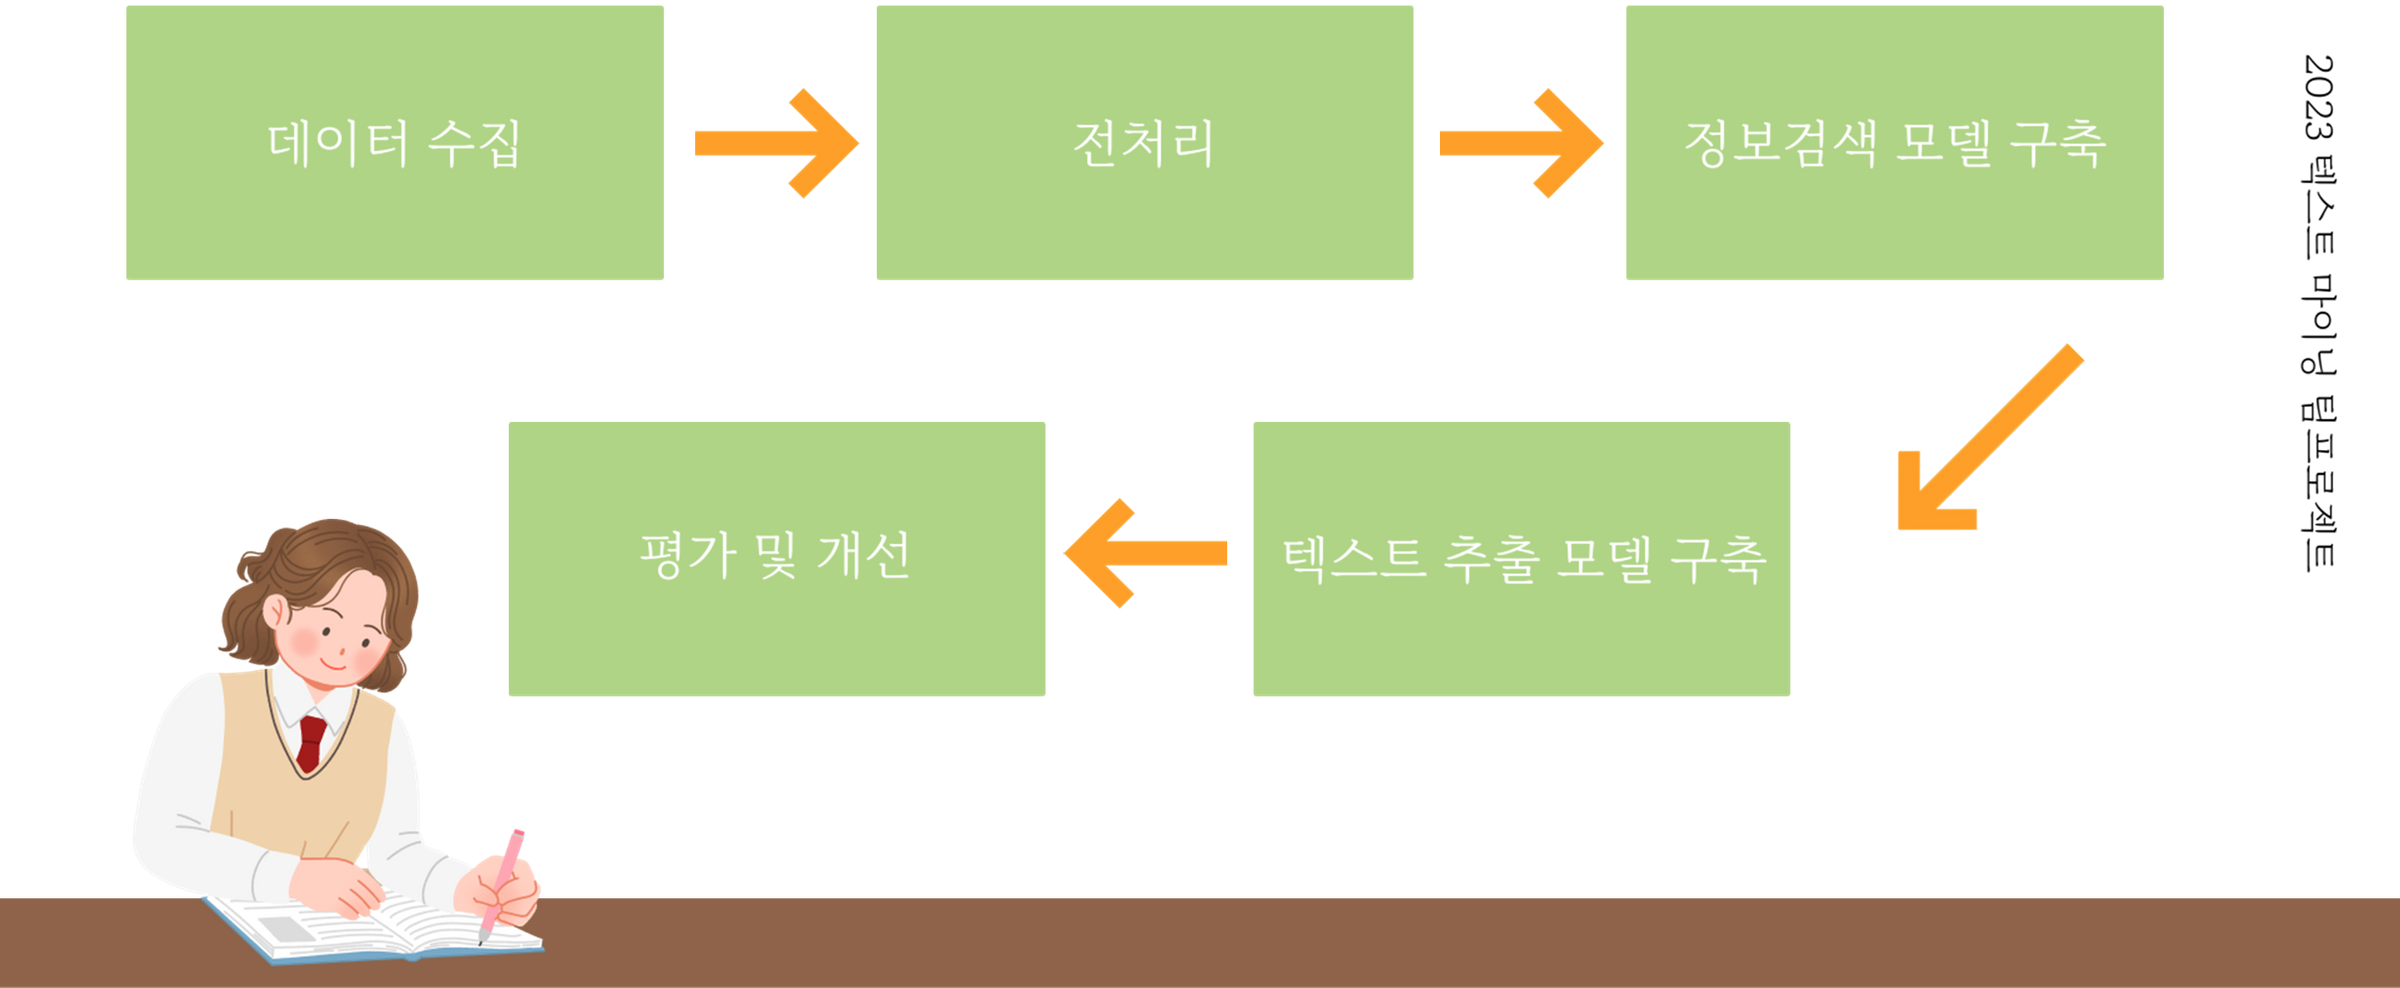 데이터 수집
전처리
정보검색 모델 구축
텍스트 추출 모델 구축
평가 및 개선
2023 텍스트 마이닝 텀프로젝트